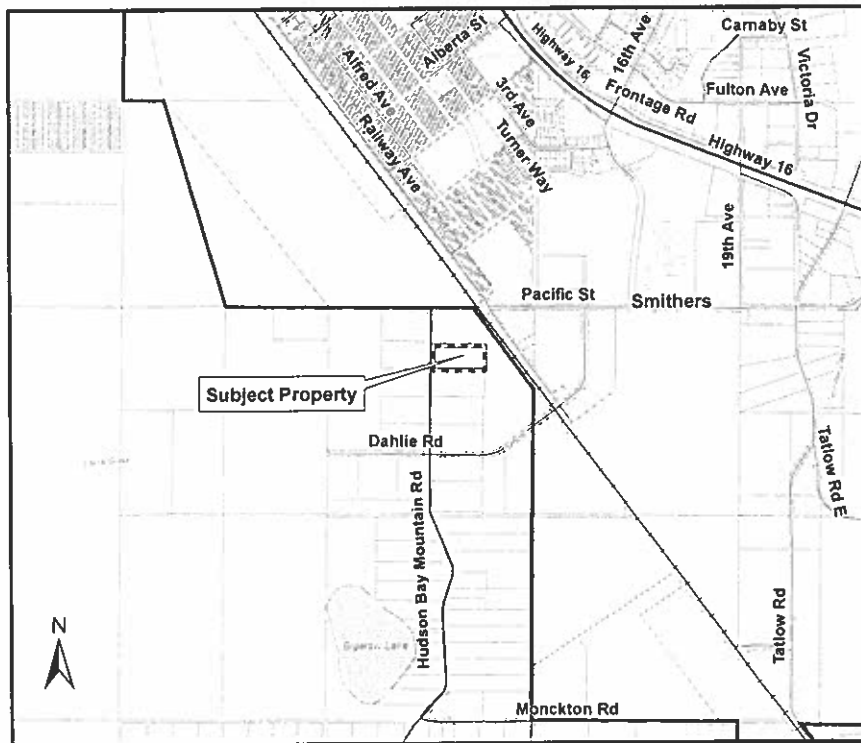 Carnaby St
Alberta St
Highway 16
16th Ave
Victoria Dr
Alfred Ave
3rd Ave
Frontage Rd
Fulton Ave
Railway Ave
Turner Way
Highway 16
19th Ave
Pacific St
Smithers
Subject Property
Dahlie Rd
Tatlow Rd E
Hudson Bay Mountain Rd
Tatlow Rd
N
Monckton Rd